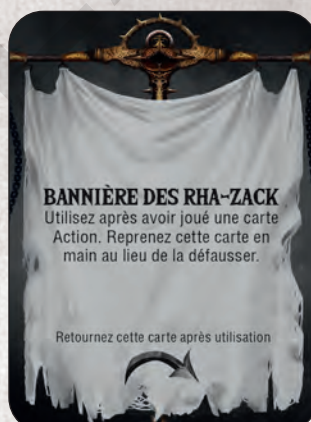 BANNIÈRE DES RHA-ZACK
Utilisez après avoir joué une carte
Action. Reprenez cette carte en
main au lieu de la défausser.
Retournez cette carte après utilisation